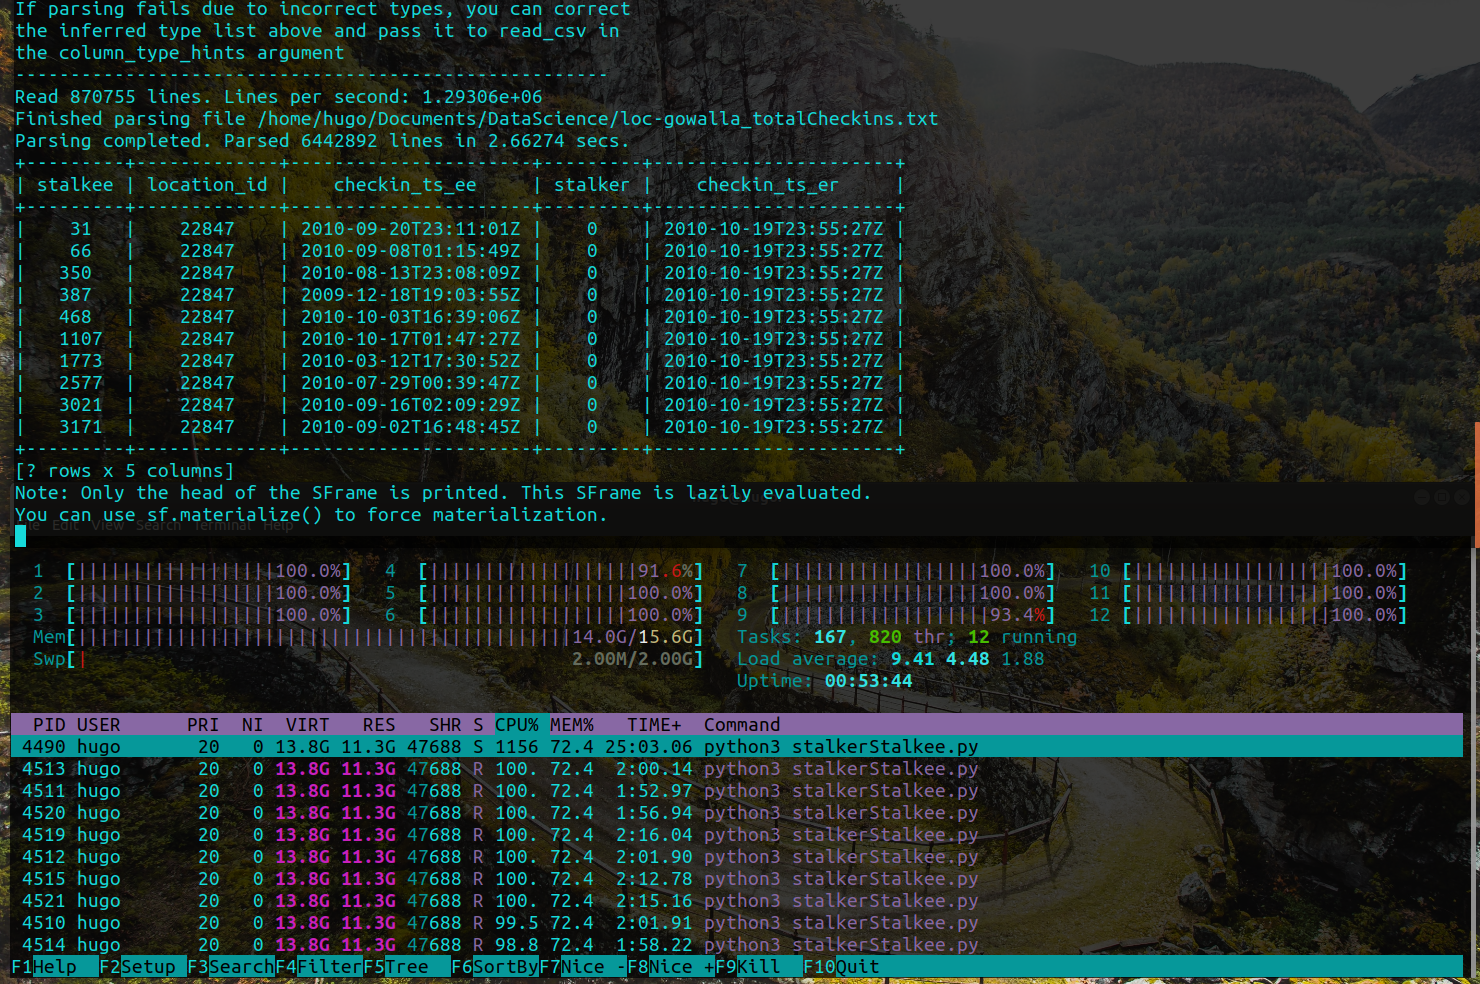 If parsing fails due to incorrect types, you can correct
the inferred type list above and pass it to read_csv in
the column_type_hints argument
------------------------------------------------------
Read 870755 lines. Lines per second: 1.29306e+06
Finished parsing file /home/hugo/Documents/DataScience/loc-gowalla_totalCheckins.txt
Parsing completed. Parsed 6442892 lines in 2.66274 secs.
+---------+-------------+----------------------+---------+----------------------+
| stalkee | location_id |    checkin_ts_ee     | stalker |    checkin_ts_er     |
+---------+-------------+----------------------+---------+----------------------+
|    31   |    22847    | 2010-09-20T23:11:01Z |    0    | 2010-10-19T23:55:27Z |
|    66   |    22847    | 2010-09-08T01:15:49Z |    0    | 2010-10-19T23:55:27Z |
|   350   |    22847    | 2010-08-13T23:08:09Z |    0    | 2010-10-19T23:55:27Z |
|   387   |    22847    | 2009-12-18T19:03:55Z |    0    | 2010-10-19T23:55:27Z |
|   468   |    22847    | 2010-10-03T16:39:06Z |    0    | 2010-10-19T23:55:27Z |
|   1107  |    22847    | 2010-10-17T01:47:27Z |    0    | 2010-10-19T23:55:27Z |
|   1773  |    22847    | 2010-03-12T17:30:52Z |    0    | 2010-10-19T23:55:27Z |
|   2577  |    22847    | 2010-07-29T00:39:47Z |    0    | 2010-10-19T23:55:27Z |
|   3021  |    22847    | 2010-09-16T02:09:29Z |    0    | 2010-10-19T23:55:27Z |
|   3171  |    22847    | 2010-09-02T16:48:45Z |    0    | 2010-10-19T23:55:27Z |
+---------+-------------+----------------------+---------+----------------------+
[? rows x 5 columns]
Note: Only the head of the SFrame is printed. This SFrame is lazily evaluated.
You can use sf.materialize() to force materialization.
Edit View Search Terminal Help
1 [||||||||||||||||||100.0%] 4 [|||||||||||||||||||91.6%] 7 [||||||||||||||||||100.0%] 10 [||||||||||||||||||100.0%]
2 [||||||||||||||||||100.0%] 5 [||||||||||||||||||100.0%] 8 [||||||||||||||||||100.0%] 11 [||||||||||||||||||100.0%]
3 [||||||||||||||||||100.0%] 6 [||||||||||||||||||100.0%] 9 [|||||||||||||||||||93.4%] 12 [||||||||||||||||||100.0%]
Mem[|||||||||||||||||||||||||||||||||||||||||||||14.0G/15.6G] Tasks: 167, 820 thr; 12 running
Swp[| 2.00M/2.00G] Load average: 9.41 4.48 1.88
Uptime: 00:53:44
PID USER PRI NI VIRT RES SHR S CPU% MEM% TIME+ Command
4490 hugo 20 0 13.8G 11.3G 47688 S 1156 72.4 25:03.06 python3 stalkerStalkee.py
4513 hugo 20 0 13.8G 11.3G 47688 R 100. 72.4 2:00.14 python3 stalkerStalkee.py
4511 hugo 20 0 13.8G 11.3G 47688 R 100. 72.4 1:52.97 python3 stalkerStalkee.py
4520 hugo 20 0 13.8G 11.3G 47688 R 100. 72.4 1:56.94 python3 stalkerStalkee.py
4519 hugo 20 0 13.8G 11.3G 47688 R 100. 72.4 2:16.04 python3 stalkerStalkee.py
4512 hugo 20 0 13.8G 11.3G 47688 R 100. 72.4 2:01.90 python3 stalkerStalkee.py
4515 hugo 20 0 13.8G 11.3G 47688 R 100. 72.4 2:12.78 python3 stalkerStalkee.py
4521 hugo 20 0 13.8G 11.3G 47688 R 100. 72.4 2:15.16 python3 stalkerStalkee.py
4510 hugo 20 0 13.8G 11.3G 47688 R 99.5 72.4 2:01.91 python3 stalkerStalkee.py
4514 hugo 20 0 13.8G 11.3G 47688 R 98.8 72.4 1:58.22 python3 stalkerStalkee.py
F1Help F2Setup F3SearchF4FilterF5Tree F6SortByF7Nice -F8Nice +F9Kill F10Quit